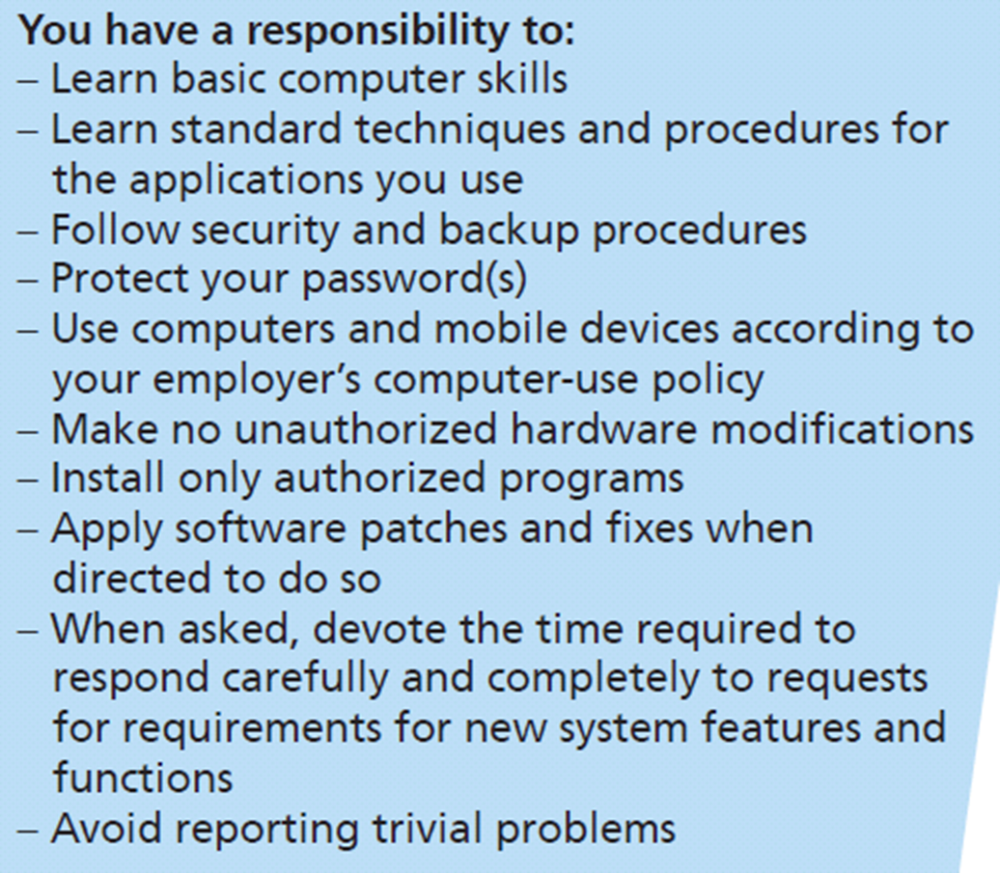 You have a responsibility to:
– Learn basic computer skills
– Learn standard techniques and procedures for
the applications you use
– Follow security and backup procedures
– Protect your password(s)
– Use computers and mobile devices according to
your employer’s computer-use policy
– Make no unauthorized hardware modifications
– Install only authorized programs
– Apply software patches and fixes when
directed to do so
– When asked, devote the time required to
respond carefully and completely to requests
for requirements for new system features and
functions
– Avoid reporting trivial problems